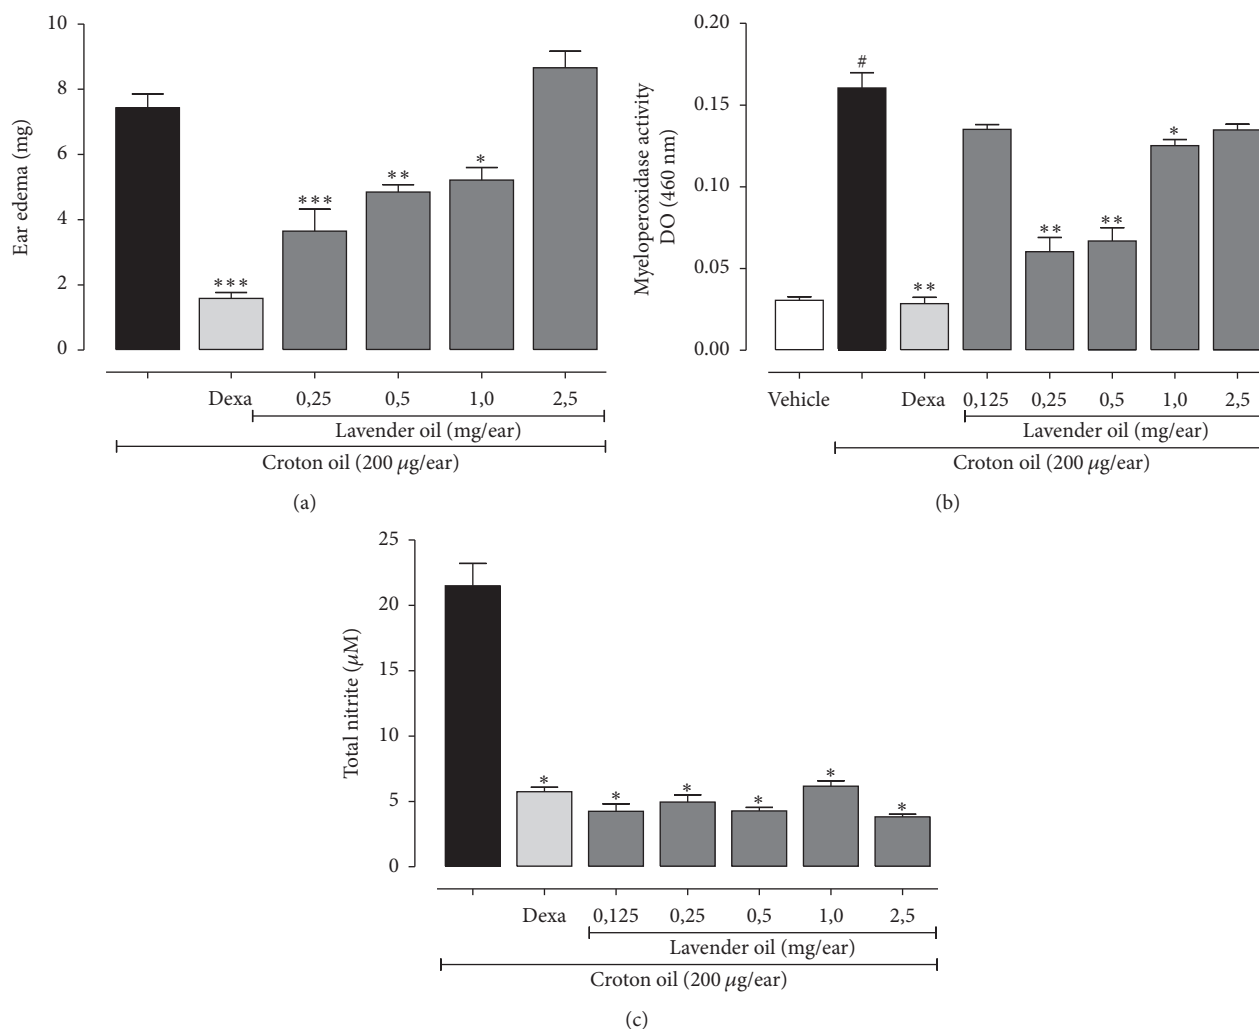 10
8
6
4
2
0
Ear edema (mg)
***
***
**
*
Dexa 0,25 0,5 1,0 2,5
Lavender oil (mg/ear)
Croton oil (200 μg/ear)
(a)
0.20
0.15
0.10
0.05
0.00
Myeloperoxidase activity
DO (460 nm)
#
**
**
**
*
Vehicle Dexa 0,125 0,25 0,5 1,0 2,5
Lavender oil (mg/ear)
Croton oil (200 μg/ear)
(b)
25
20
15
10
5
0
Total nitrite (μM)
*
*
*
*
*
*
Dexa 0,125 0,25 0,5 1,0 2,5
Lavender oil (mg/ear)
Croton oil (200 μg/ear)
(c)